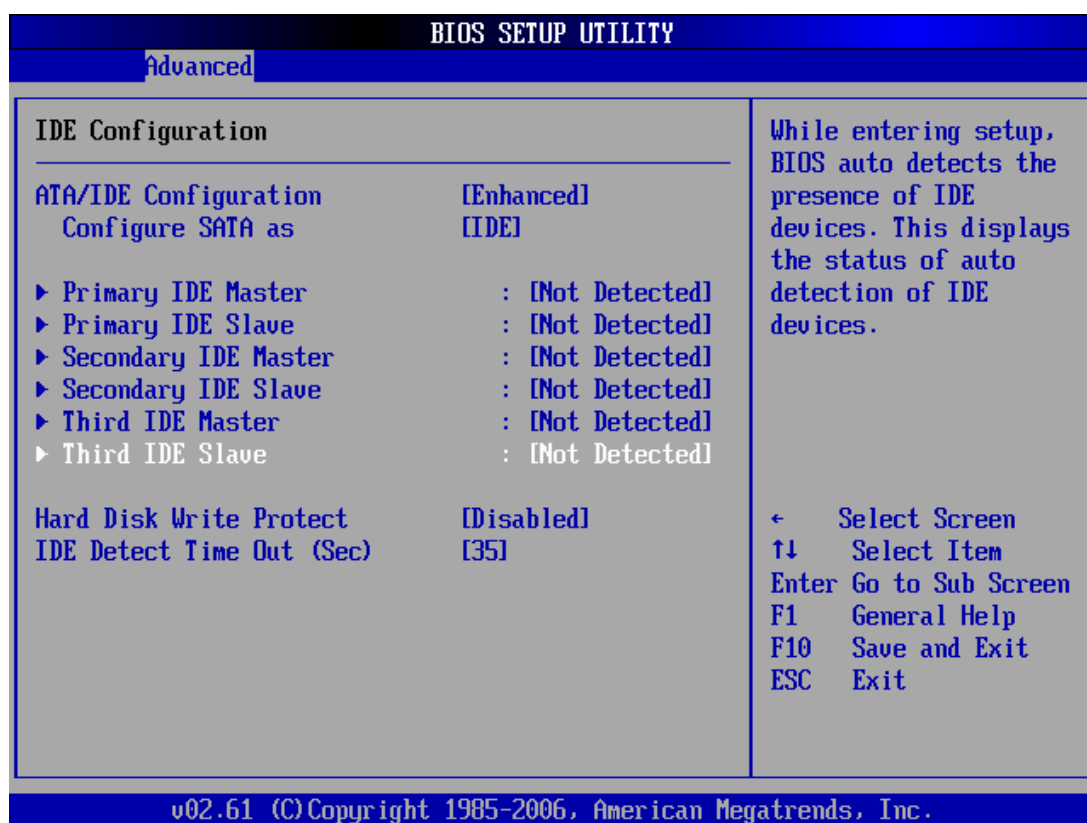 BIOS SETUP UTILITY
Advanced
IDE Configuration
ATA/IDE Configuration [Enhanced]
Configure SATA as [IDE]
▶ Primary IDE Master : [Not Detected]
▶ Primary IDE Slave : [Not Detected]
▶ Secondary IDE Master : [Not Detected]
▶ Secondary IDE Slave : [Not Detected]
▶ Third IDE Master : [Not Detected]
▶ Third IDE Slave : [Not Detected]
Hard Disk Write Protect [Disabled]
IDE Detect Time Out (Sec) [35]
While entering setup,
BIOS auto detects the
presence of IDE
devices. This displays
the status of auto
detection of IDE
devices.
← Select Screen
↑↓ Select Item
Enter Go to Sub Screen
F1 General Help
F10 Save and Exit
ESC Exit
v02.61 (C)Copyright 1985-2006, American Megatrends, Inc.